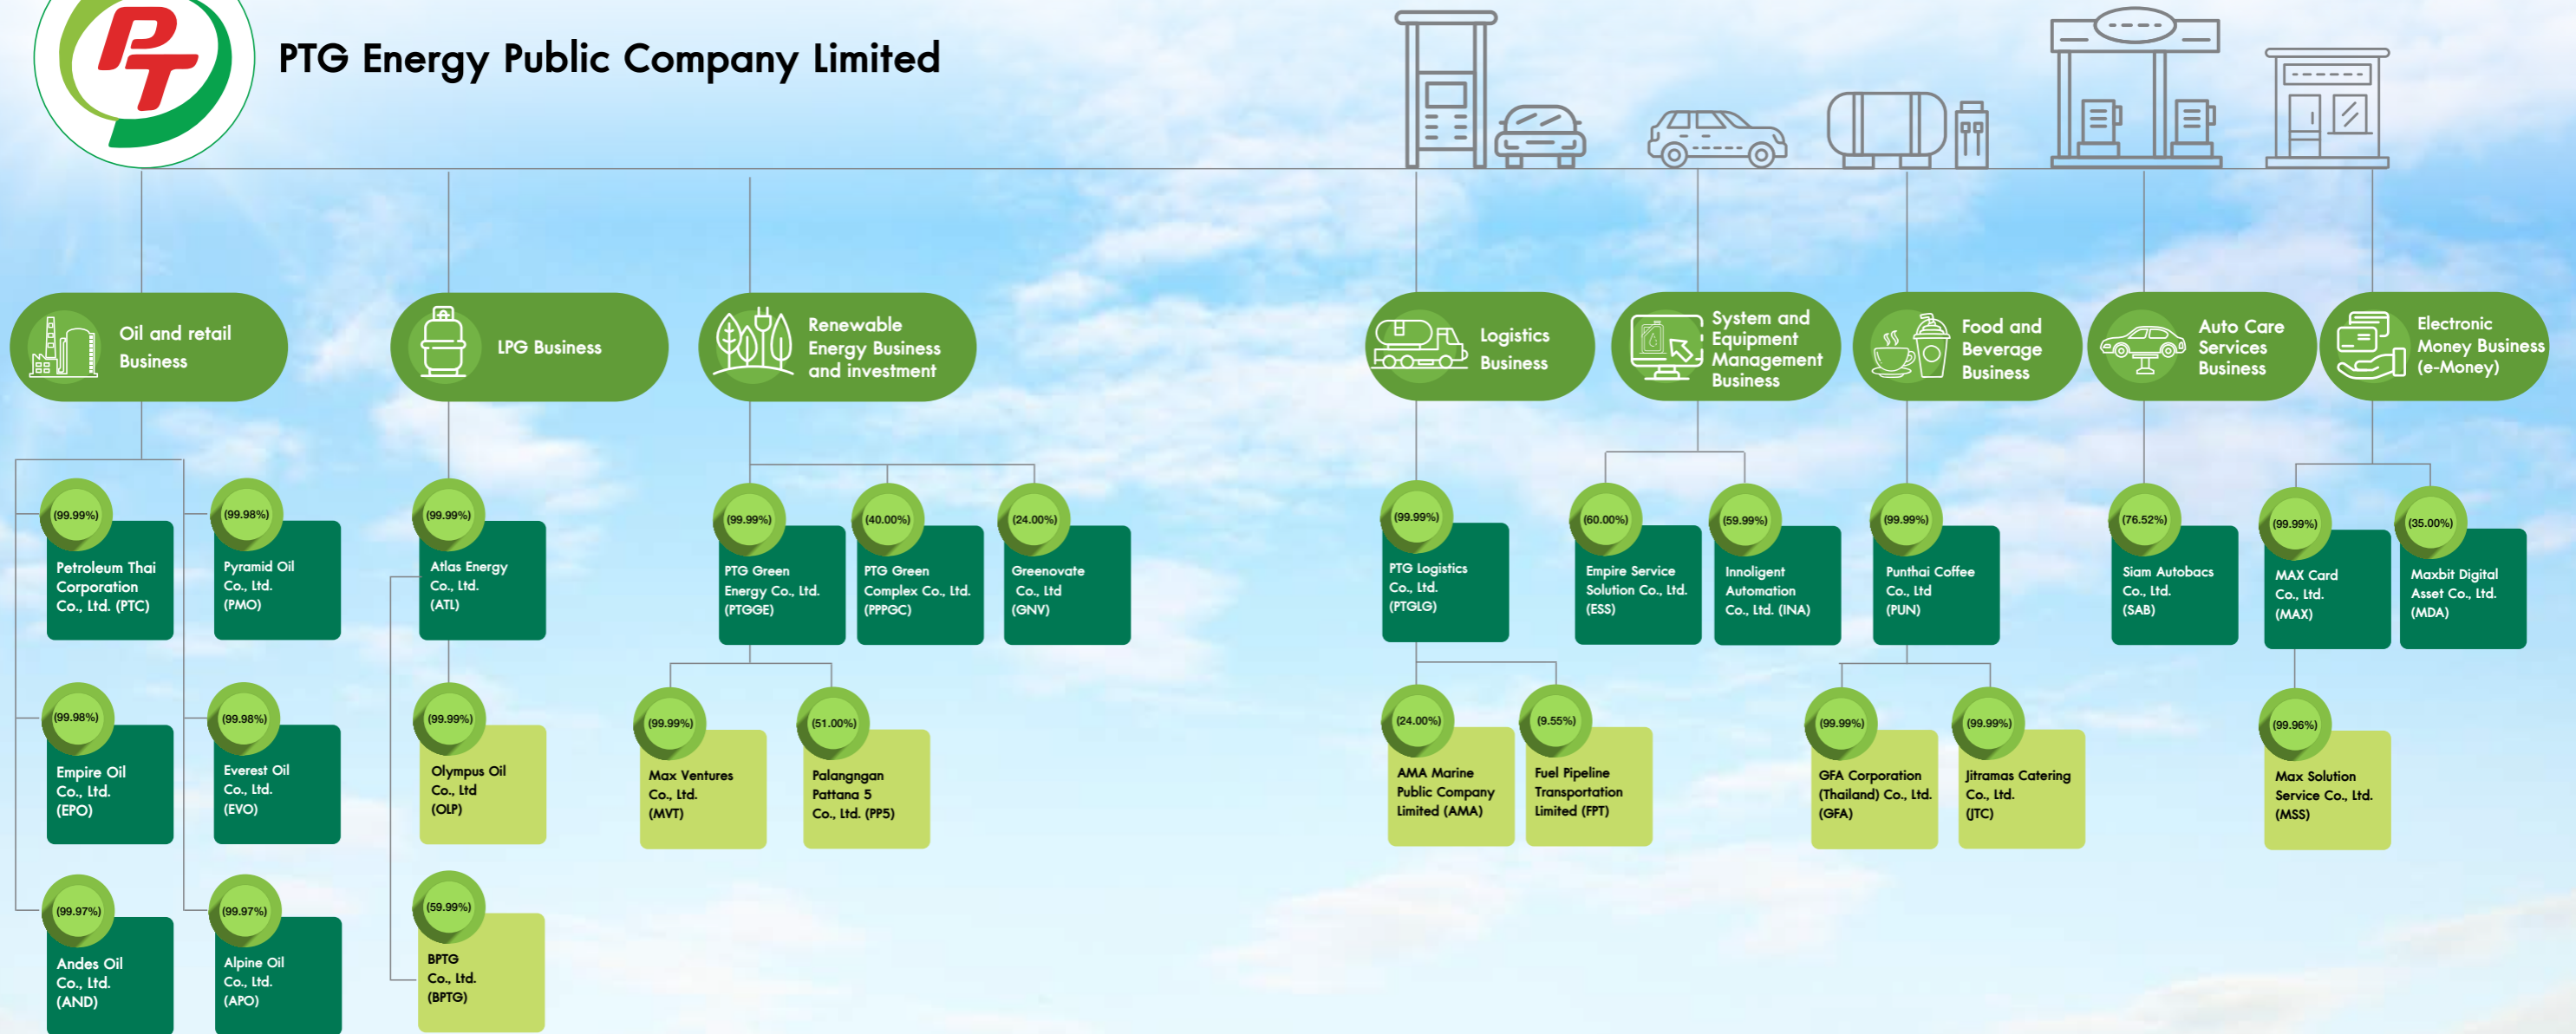 PT
PTG Energy Public Company Limited
Oil and retail
Business
LPG Business
Renewable
Energy Business
and investment
Logistics
Business
System and
Equipment
Management
Business
Food and
Beverage
Business
Auto Care
Services
Business
Electronic
Money Business
(e-Money)
(99.99%)
Petroleum Thai
Corporation
Co., Ltd. (PTC)
(99.98%)
Pyramid Oil
Co., Ltd.
(PMO)
(99.99%)
Atlas Energy
Co., Ltd.
(ATL)
(99.99%)
PTG Green
Energy Co., Ltd.
(PTGGE)
(40.00%)
PTG Green
Complex Co., Ltd.
(PPPGC)
(24.00%)
Greenovate
Co., Ltd
(GNV)
(99.99%)
PTG Logistics
Co., Ltd.
(PTGLG)
(60.00%)
Empire Service
Solution Co., Ltd.
(ESS)
(59.99%)
Innoligent
Automation
Co., Ltd. (INA)
(99.99%)
Punthai Coffee
Co., Ltd
(PUN)
(76.52%)
Siam Autobacs
Co., Ltd.
(SAB)
(99.99%)
MAX Card
Co., Ltd.
(MAX)
(35.00%)
Maxbit Digital
Asset Co., Ltd.
(MDA)
(99.98%)
Empire Oil
Co., Ltd.
(EPO)
(99.98%)
Everest Oil
Co., Ltd.
(EVO)
(99.99%)
Olympus Oil
Co., Ltd
(OLP)
(99.99%)
Max Ventures
Co., Ltd.
(MVT)
(51.00%)
Palangngan
Pattana 5
Co., Ltd. (PP5)
(24.00%)
AMA Marine
Public Company
Limited (AMA)
(9.55%)
Fuel Pipeline
Transportation
Limited (FPT)
(99.99%)
GFA Corporation
(Thailand) Co., Ltd.
(GFA)
(99.99%)
Jitramas Catering
Co., Ltd.
(JTC)
(99.96%)
Max Solution
Service Co., Ltd.
(MSS)
(99.97%)
Andes Oil
Co., Ltd.
(AND)
(99.97%)
Alpine Oil
Co., Ltd.
(APO)
(59.99%)
BPTG
Co., Ltd.
(BPTG)